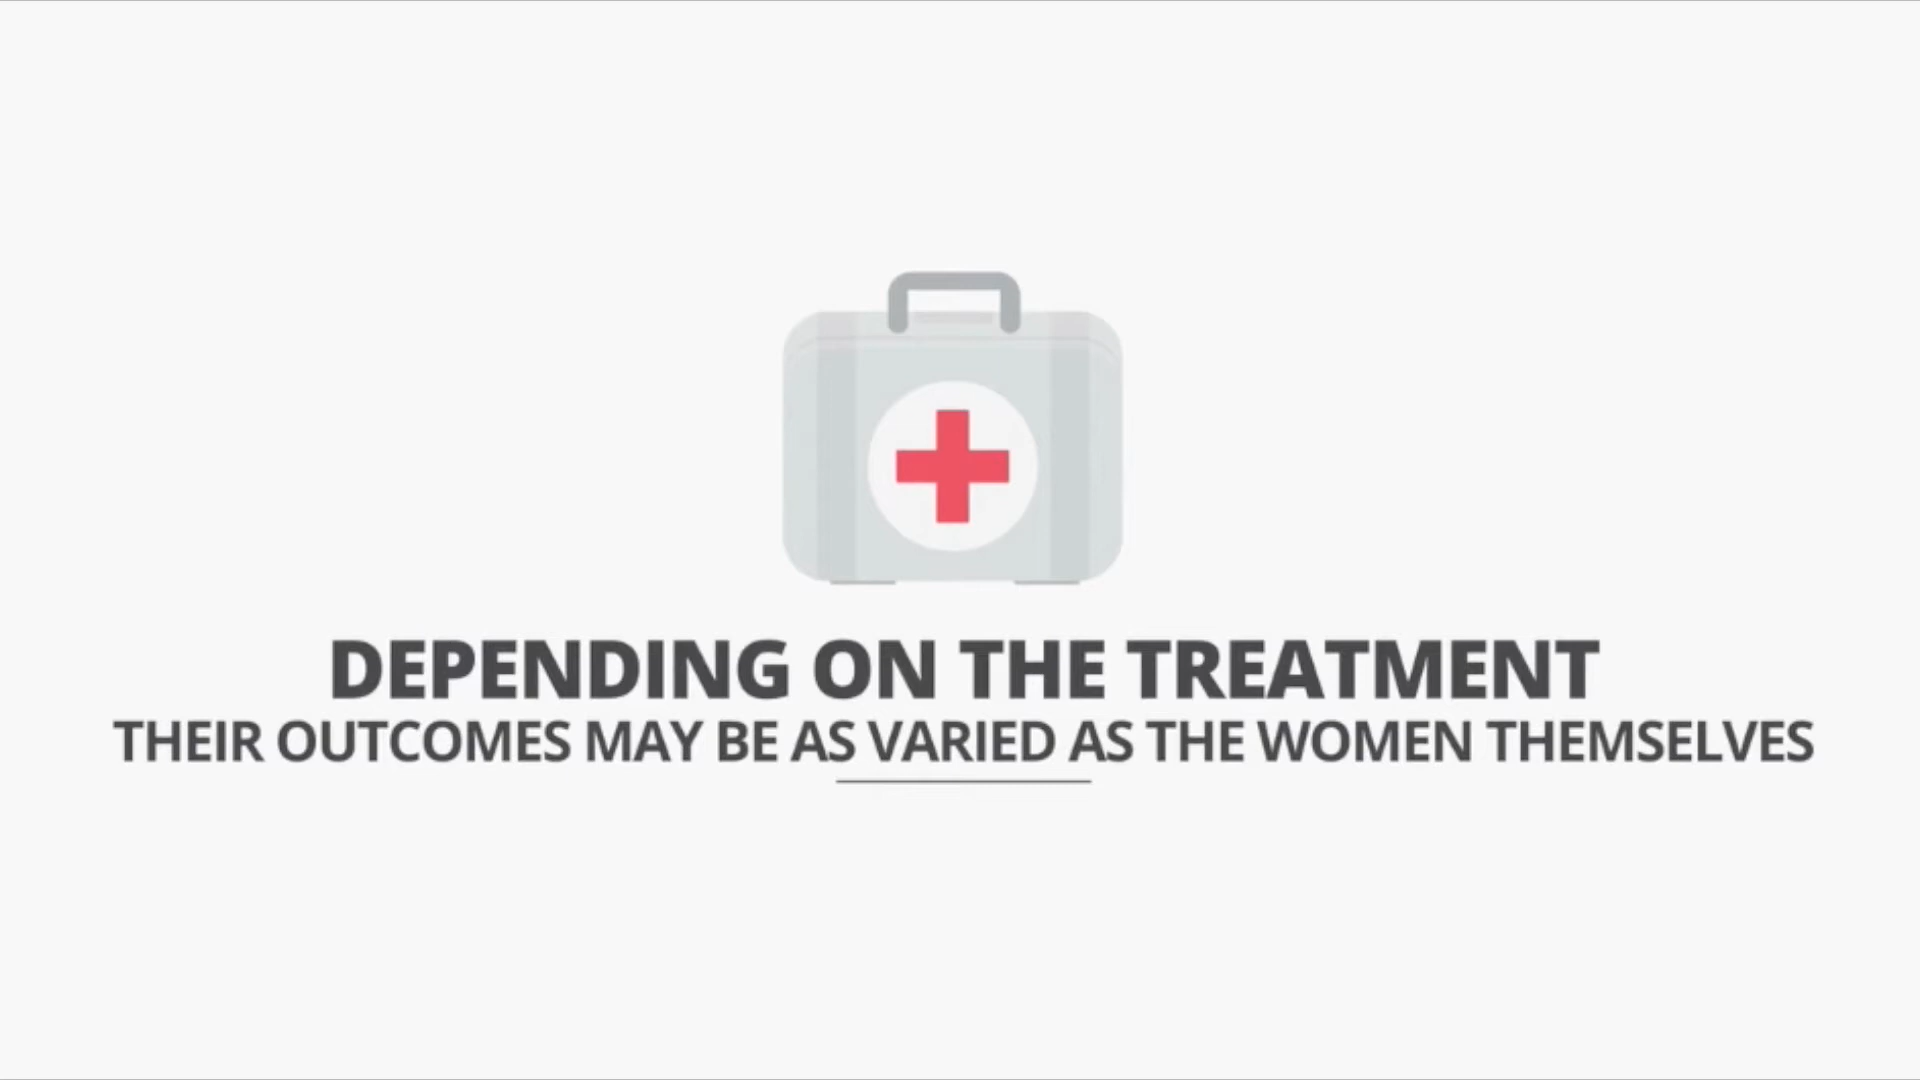 DEPENDING ON THE TREATMENT
THEIR OUTCOMES MAY BE AS VARIED AS THE WOMEN THEMSELVES